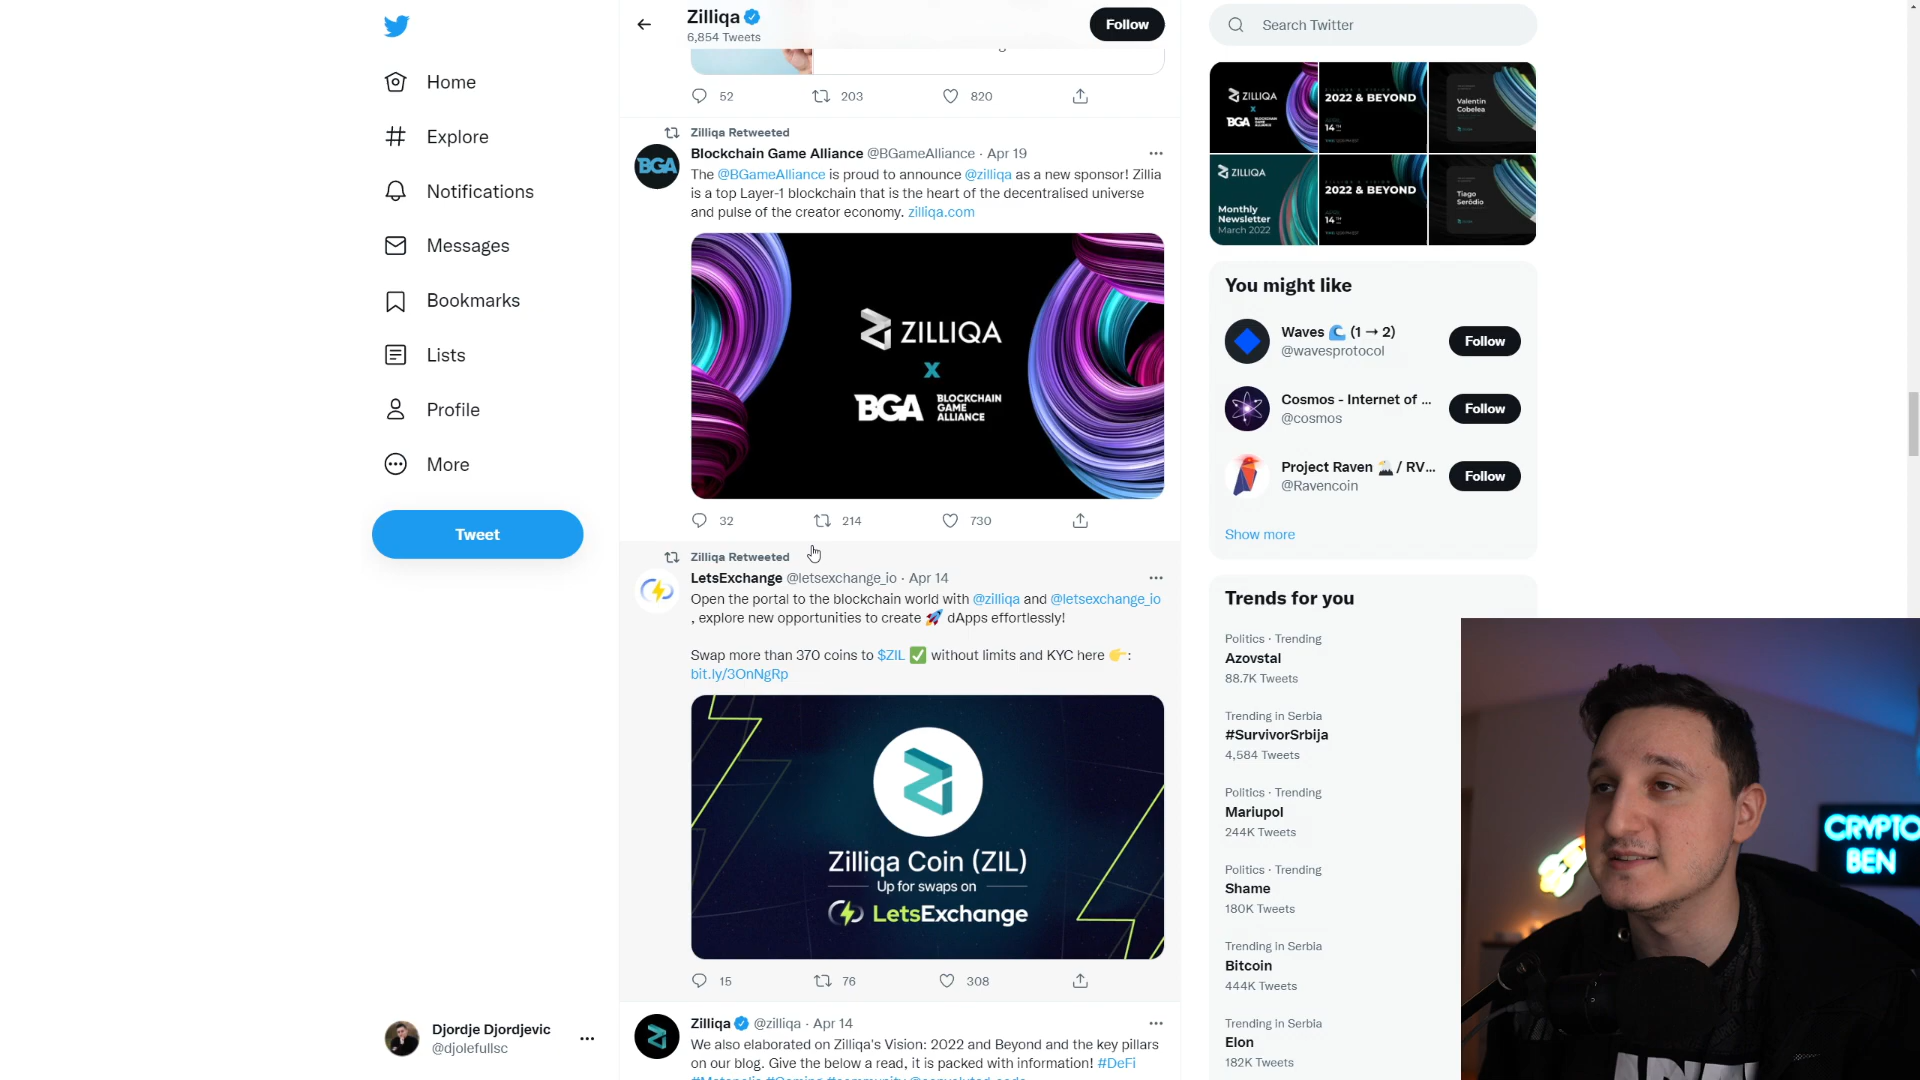 Zilliqa
6,854 Tweets
Follow
Search Twitter
Home
Explore
Notifications
Messages
Bookmarks
Lists
Profile
More
Tweet
Djordje Djordjevic
@djolefullsc
52 203 820
Zilliqa Retweeted
Blockchain Game Alliance @BGameAlliance · Apr 19
BGA
The @BGameAlliance is proud to announce @zilliqa as a new sponsor! Zillia
is a top Layer-1 blockchain that is the heart of the decentralised universe
and pulse of the creator economy. zilliqa.com
ZILLIQA
X
BGA BLOCKCHAIN
GAME
ALLIANCE
32 214 730
Zilliqa Retweeted
LetsExchange @letsexchange_io · Apr 14
Open the portal to the blockchain world with @zilliqa and @letsexchange_io
, explore new opportunities to create 🚀 dApps effortlessly!
Swap more than 370 coins to $ZIL ✅ without limits and KYC here 👉:
bit.ly/3OnNgRp
Zilliqa Coin (ZIL)
Up for swaps on
LetsExchange
15 76 308
Zilliqa @zilliqa · Apr 14
We also elaborated on Zilliqa's Vision: 2022 and Beyond and the key pillars
on our blog. Give the below a read, it is packed with information! #DeFi
ZILLIQA
X
BGA BLOCKCHAIN
GAME
ALLIANCE
2022 & BEYOND
14TH
Valentin
Cobelea
ZILLIQA
Monthly
Newsletter
March 2022
2022 & BEYOND
14TH
Tiago
Seródio
You might like
Waves 🌊 (1 → 2)
@wavesprotocol
Follow
Cosmos - Internet of ...
@cosmos
Follow
Project Raven / RV...
@Ravencoin
Follow
Show more
Trends for you
Politics · Trending
Azovstal
88.7K Tweets
Trending in Serbia
#SurvivorSrbija
4,584 Tweets
Politics · Trending
Mariupol
244K Tweets
Politics · Trending
Shame
180K Tweets
Trending in Serbia
Bitcoin
444K Tweets
Trending in Serbia
Elon
182K Tweets
CRYPTO
BEN